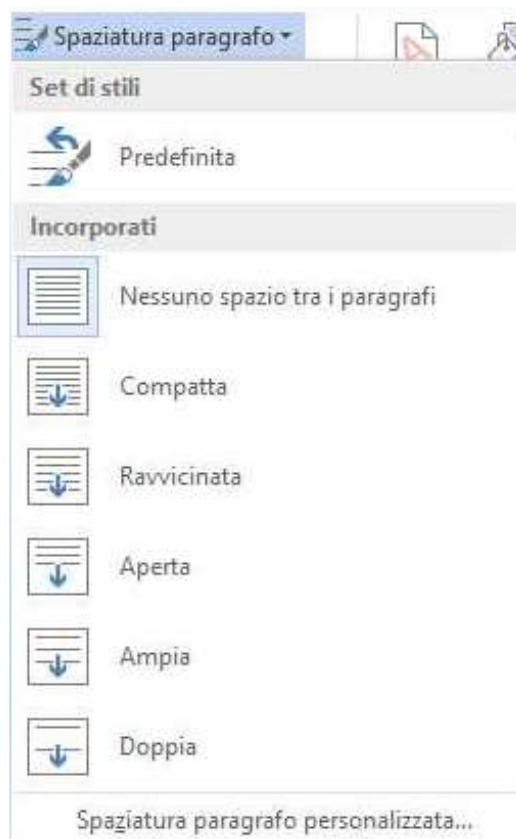 Spaziatura paragrafo
Set di stili
Predefinita
Incorporati
Nessuno spazio tra i paragrafi
Compatta
Ravvicinata
Aperta
Ampia
Doppia
Spaziatura paragrafo personalizzata...